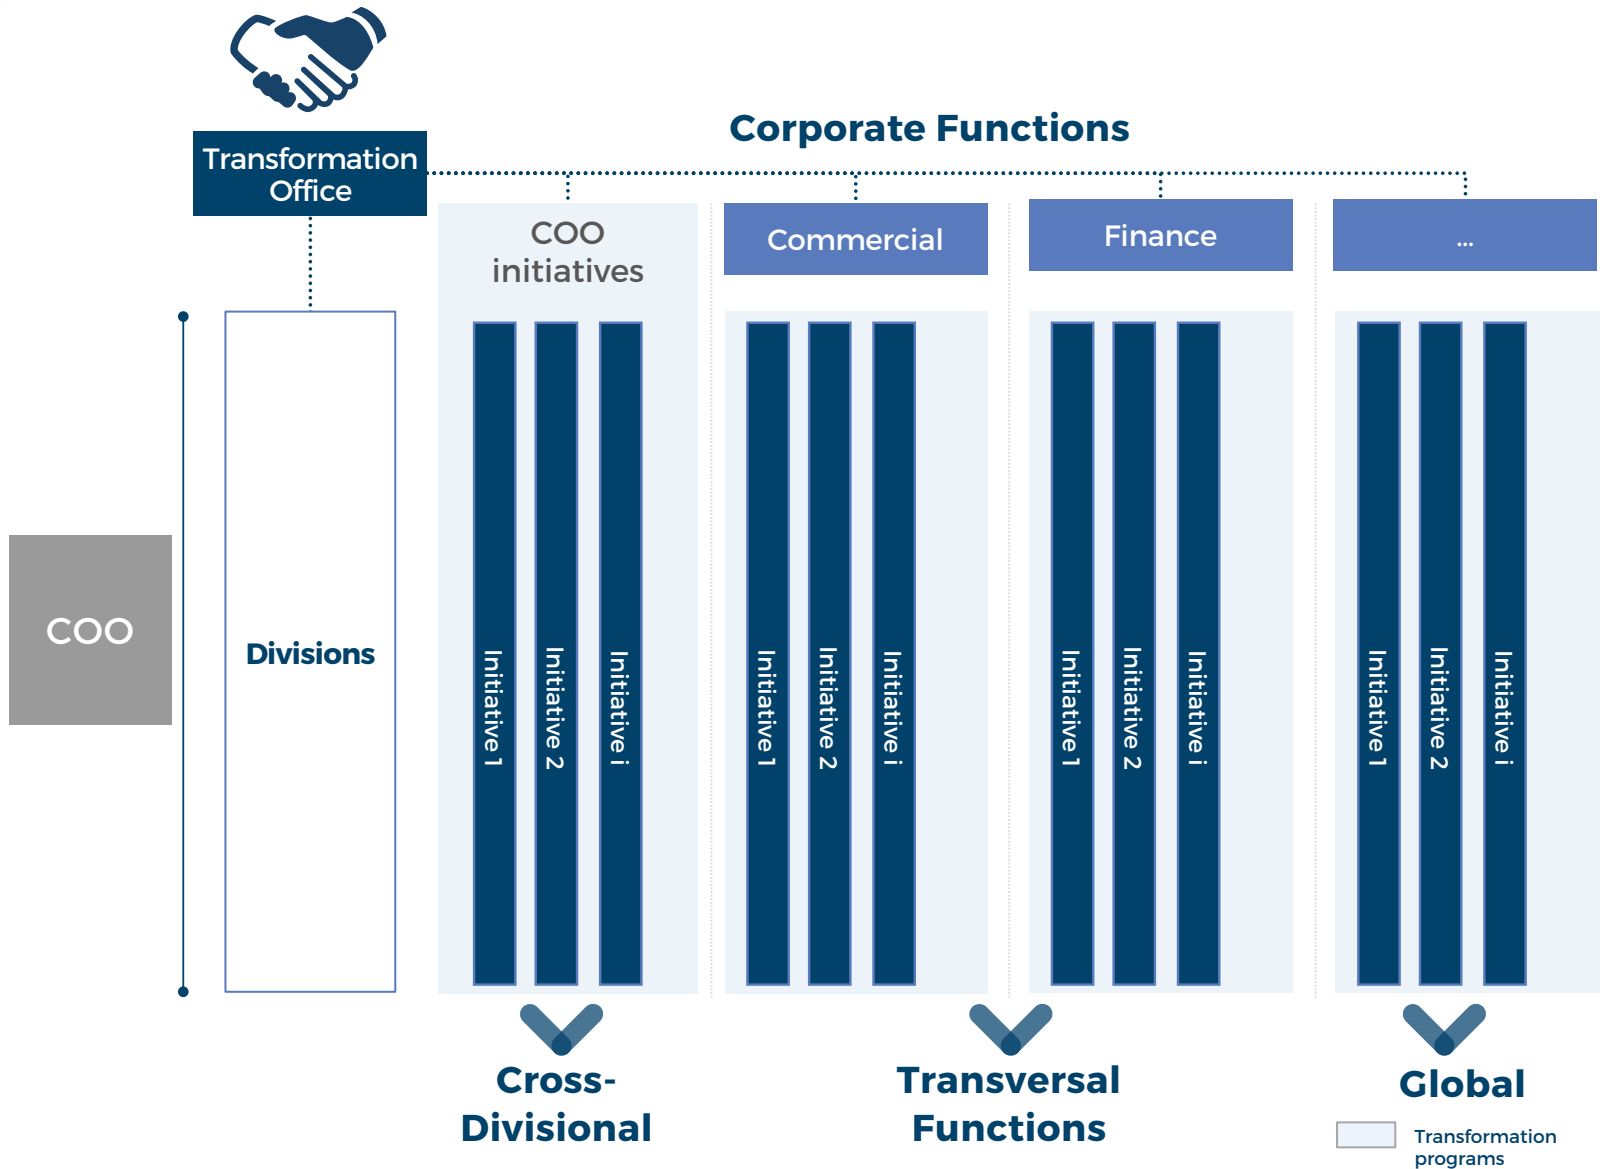 Corporate Functions
Transformation
Office
COO
initiatives
Commercial
Finance
...
COO
Divisions
Initiative 1
Initiative 2
Initiative i
Initiative 1
Initiative 2
Initiative i
Initiative 1
Initiative 2
Initiative i
Initiative 1
Initiative 2
Initiative i
Cross-
Divisional
Transversal
Functions
Global
Transformation
programs